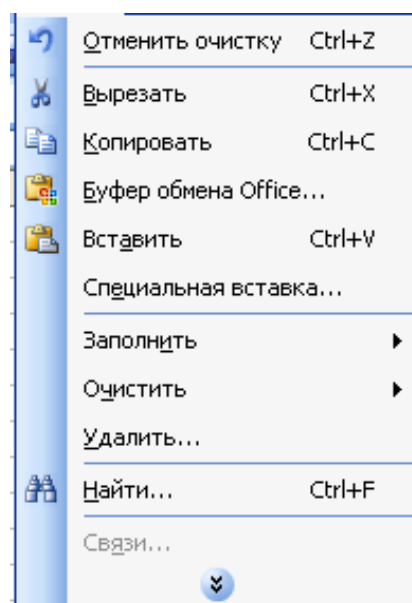 Отменить очистку Ctrl+Z
Вырезать Ctrl+X
Копировать Ctrl+C
Буфер обмена Office...
Вставить Ctrl+V
Специальная вставка...
Заполнить
Очистить
Удалить...
Найти... Ctrl+F
Связи...